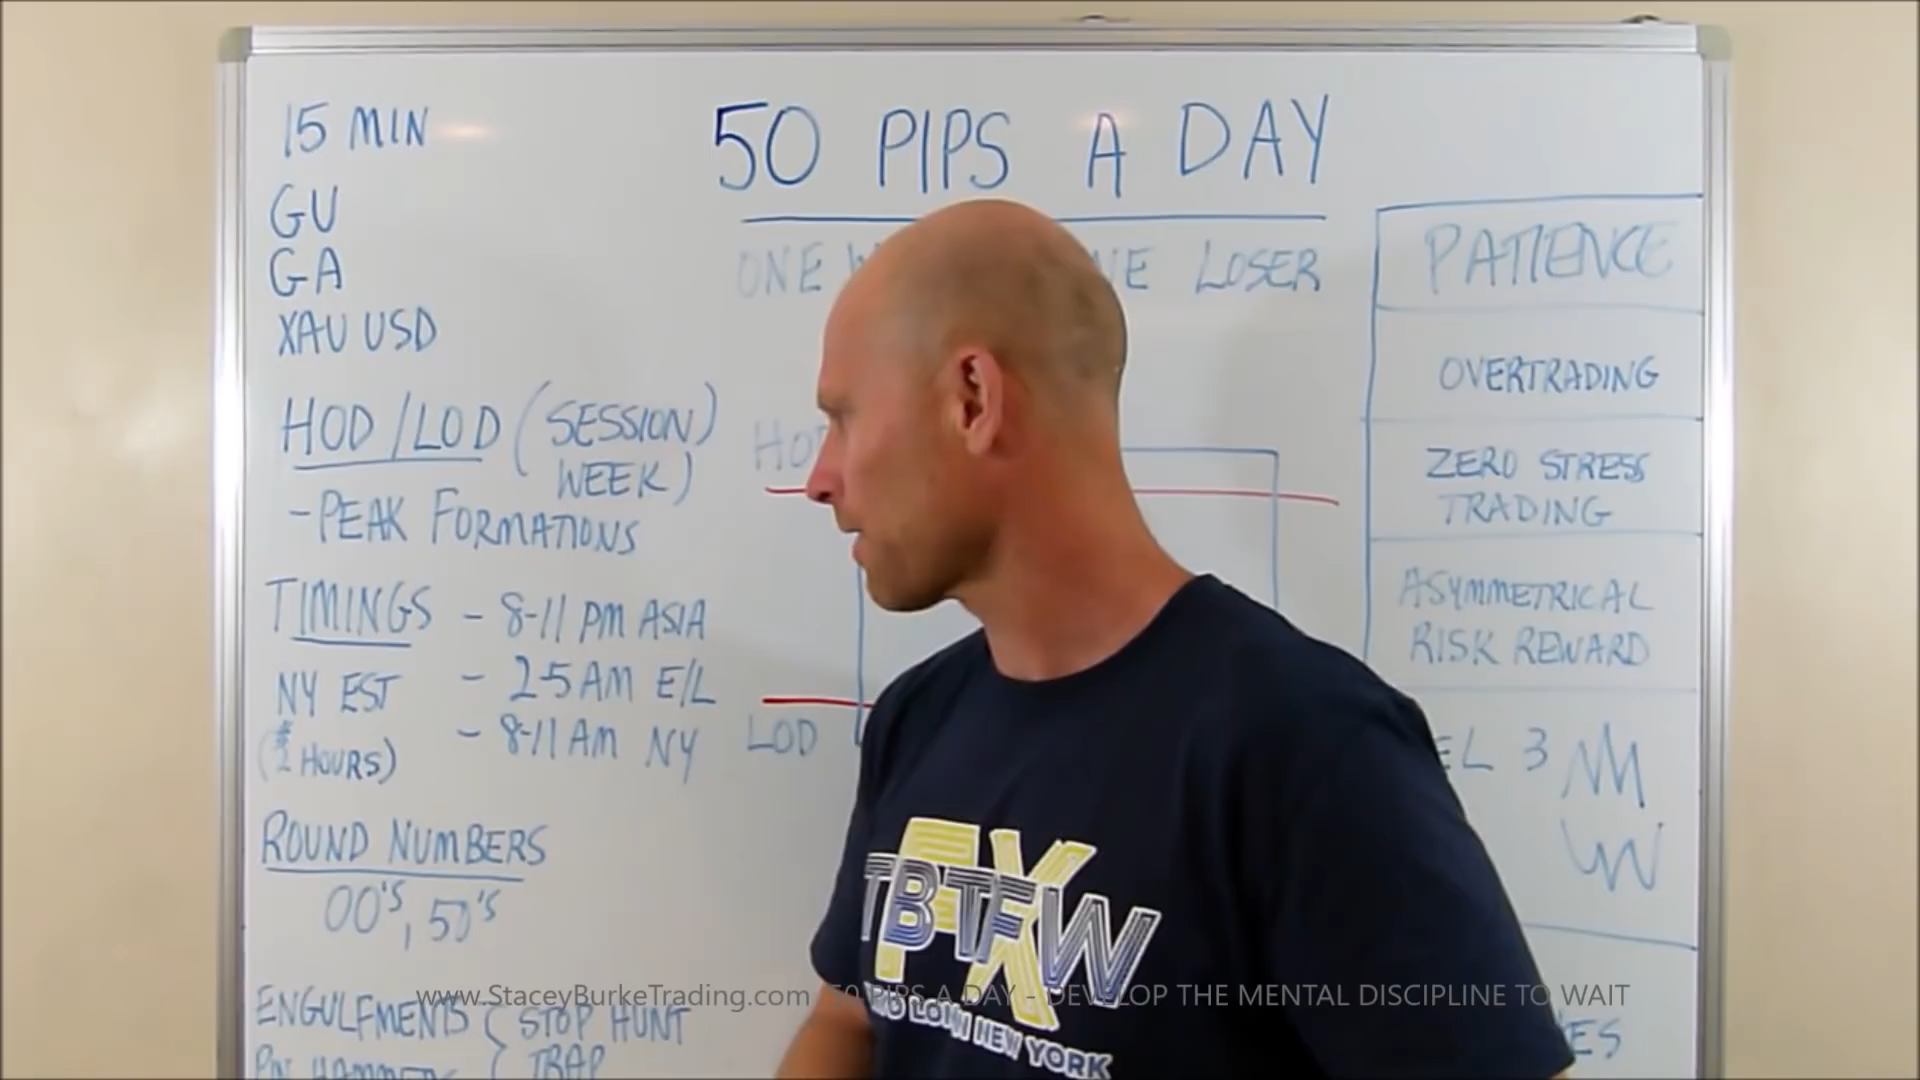 15 MIN
GU
GA
XAU USD
HOD/LOD (SESSION)
WEEK)
- PEAK FORMATIONS
TIMINGS - 8-11 PM ASIA
NY EST - 2-5 AM E/L
HOURS) - 8-11 AM NY
ROUND NUMBERS
00'S, 50'S
ENGULFMENTS STOP HUNT
TRAP
50 PIPS A DAY
ONE LOSER
LOD
PATIENCE
OVERTRADING
ZERO STRESS
TRADING
ASYMMETRICAL
RISK REWARD
EL 3
FX
TBTFW
NEW YORK
www.StaceyBurkeTrading.com 50 PIPS A DAY - DEVELOP THE MENTAL DISCIPLINE TO WAIT